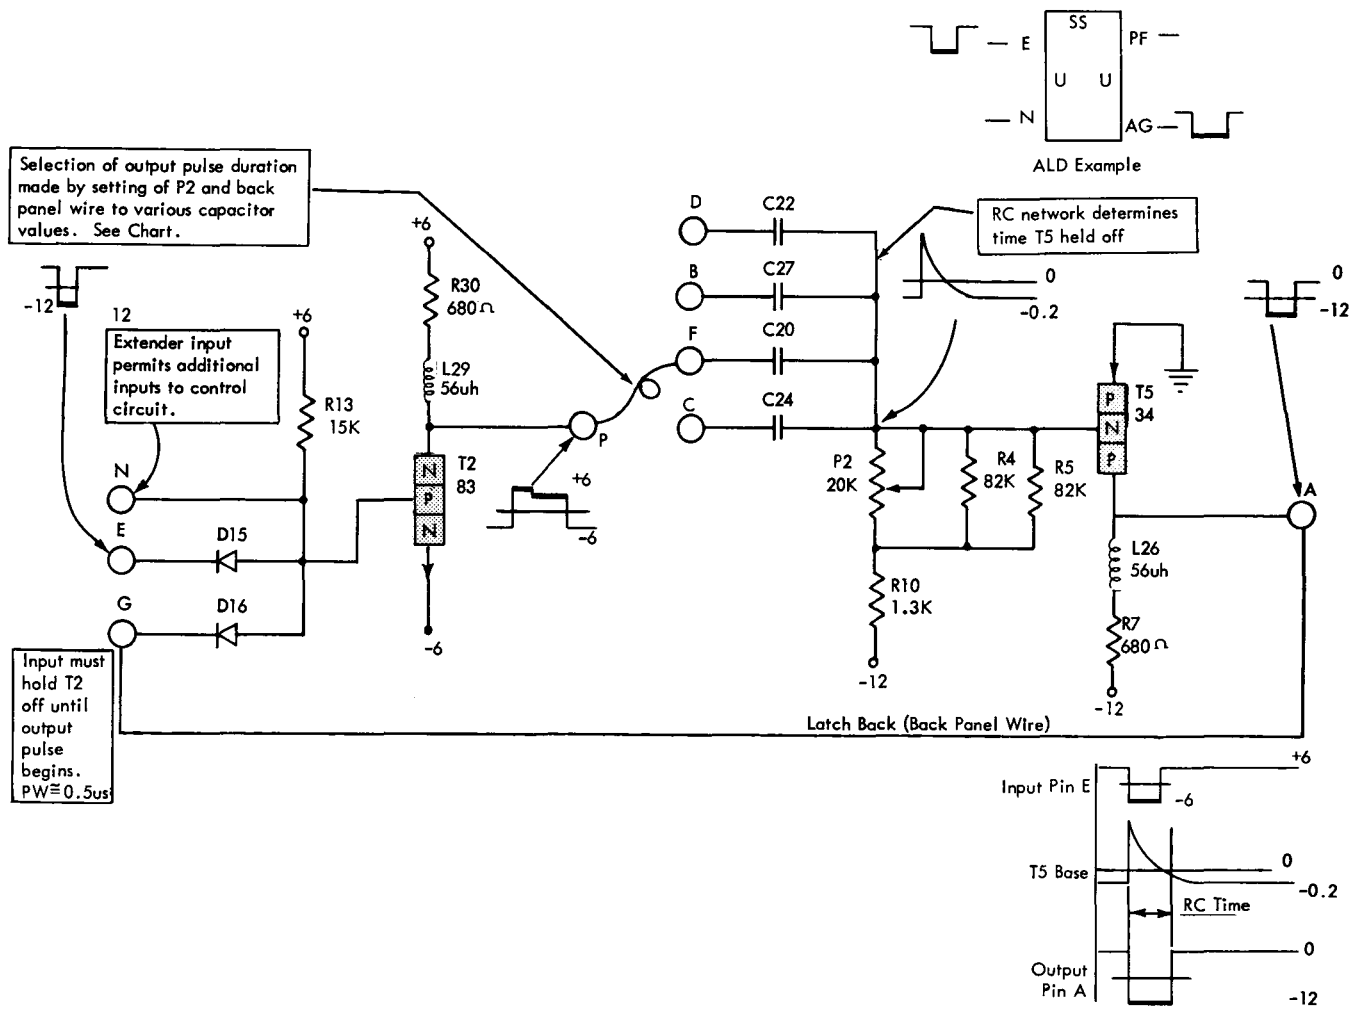 SS
E
PF
U U
N
AG
ALD Example
Selection of output pulse duration
made by setting of P2 and back
panel wire to various capacitor
values. See Chart.
RC network determines
time T5 held off
D
C22
B
C27
F
C20
C
C24
0
-0.2
0
-12
-12
12
Extender input
permits additional
inputs to control
circuit.
+6
R13
15K
+6
R30
680Ω
L29
56uh
P
T2
83
N
P
N
-6
+6
-6
N
E
D15
G
D16
Input must
hold T2
off until
output
pulse
begins.
PW≅0.5us
P2
20K
R4
82K
R5
82K
R10
1.3K
-12
P
N
P
T5
34
A
L26
56uh
R7
680Ω
-12
Latch Back (Back Panel Wire)
Input Pin E
+6
-6
T5 Base
0
-0.2
RC Time
Output
Pin A
0
-12